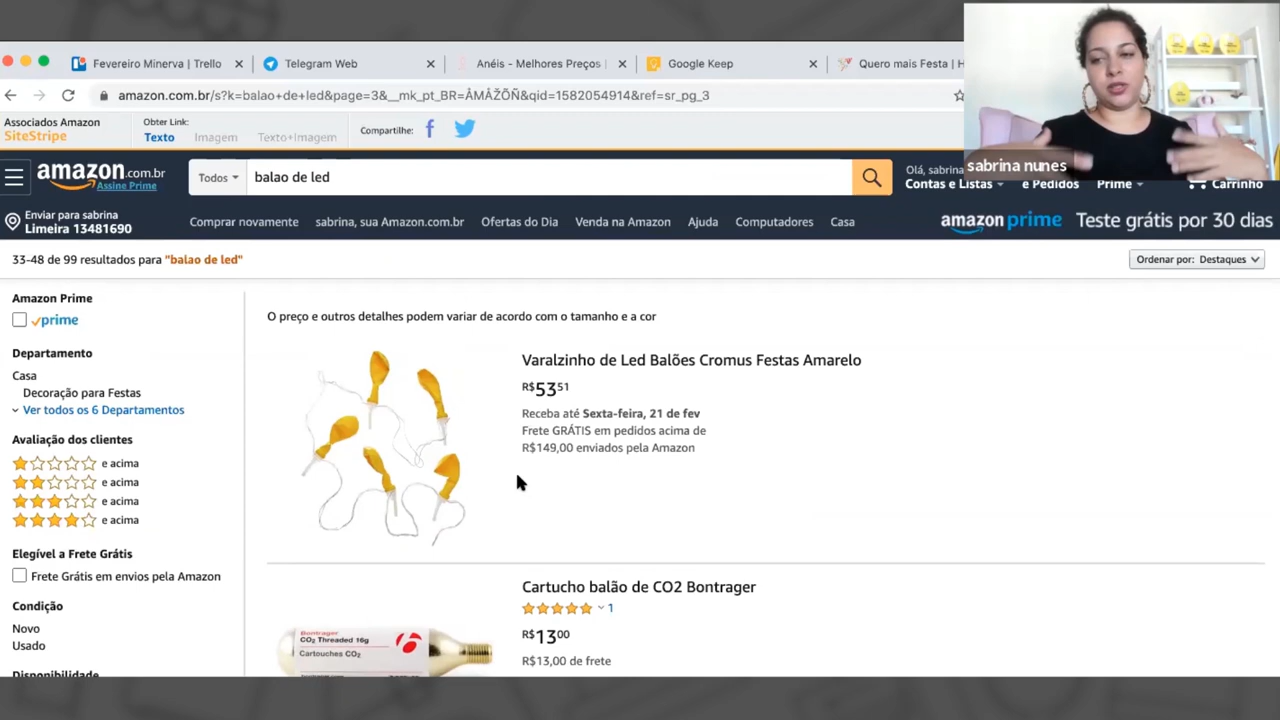 Fevereiro Minerva | Trello
Telegram Web
Anéis - Melhores Preços |
Google Keep
Quero mais Festa | H
amazon.com.br/s?k=balao+de+led&page=3&__mk_pt_BR=ÅMÅŽÕÑ&qid=1582054914&ref=sr_pg_3
Associados Amazon
SiteStripe
Obter Link:
Texto
Imagem
Texto+Imagem
Compartilhe:
sabrina nunes
amazon.com.br
Assine Prime
Todos
balao de led
Olá, sabrina
Contas e Listas
e Pedidos
Prime
Carrinho
Enviar para sabrina
Limeira 13481690
Comprar novamente
sabrina, sua Amazon.com.br
Ofertas do Dia
Venda na Amazon
Ajuda
Computadores
Casa
amazon prime
Teste grátis por 30 dias
33-48 de 99 resultados para "balao de led"
Ordenar por: Destaques
Amazon Prime
prime
Departamento
Casa
Decoração para Festas
Ver todos os 6 Departamentos
Avaliação dos clientes
e acima
e acima
e acima
e acima
Elegível a Frete Grátis
Frete Grátis em envios pela Amazon
Condição
Novo
Usado
Disponibilidade
O preço e outros detalhes podem variar de acordo com o tamanho e a cor
Varalzinho de Led Balões Cromus Festas Amarelo
R$5351
Receba até Sexta-feira, 21 de fev
Frete GRÁTIS em pedidos acima de
R$149,00 enviados pela Amazon
Cartucho balão de CO2 Bontrager
1
R$1300
R$13,00 de frete
Bontrager
CO2 Threaded 16g
Cartouches CO2